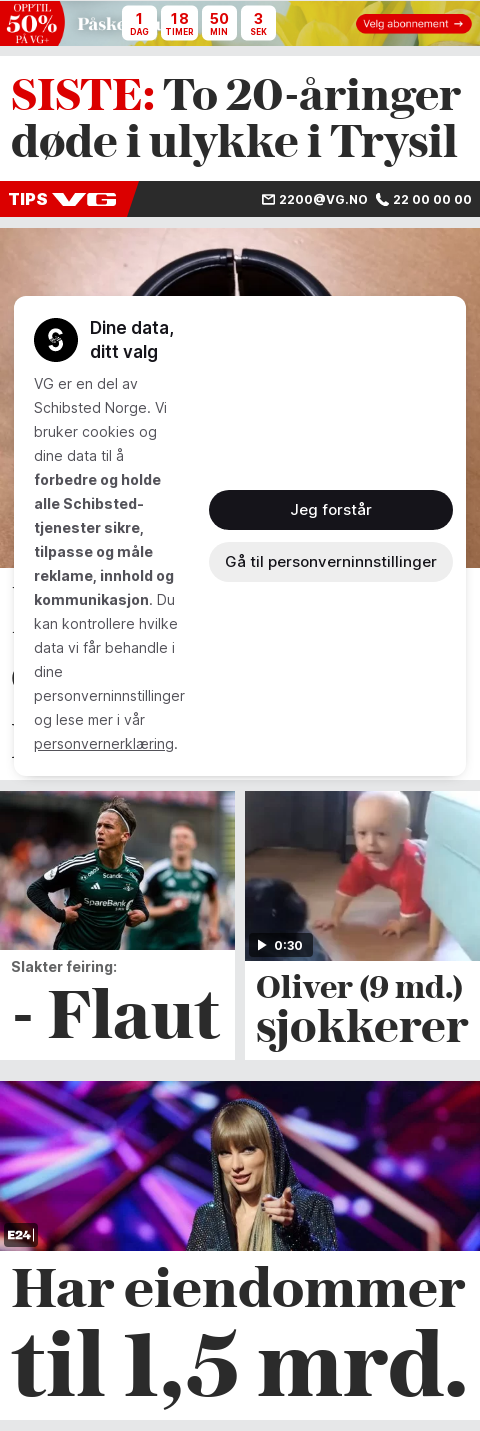 OPPTIL
50%
PÅ VG+
1 DAG 18 TIMER 50 MIN 3 SEK
Velg abonnement →
SISTE: To 20-åringer
døde i ulykke i Trysil
TIPS VG
2200@VG.NO 22 00 00 00
Dine data,
ditt valg
VG er en del av
Schibsted Norge. Vi
bruker cookies og
dine data til å
forbedre og holde
alle Schibsted-
tjenester sikre,
tilpasse og måle
reklame, innhold og
kommunikasjon. Du
kan kontrollere hvilke
data vi får behandle i
dine
personverninnstillinger
og lese mer i vår
personvernerklæring.
Jeg forstår
Gå til personverninnstillinger
Scandic
SpareBank
0:30
Slakter feiring:
- Flaut
Oliver (9 md.)
sjokkerer
E24
Har eiendommer
til 1,5 mrd.